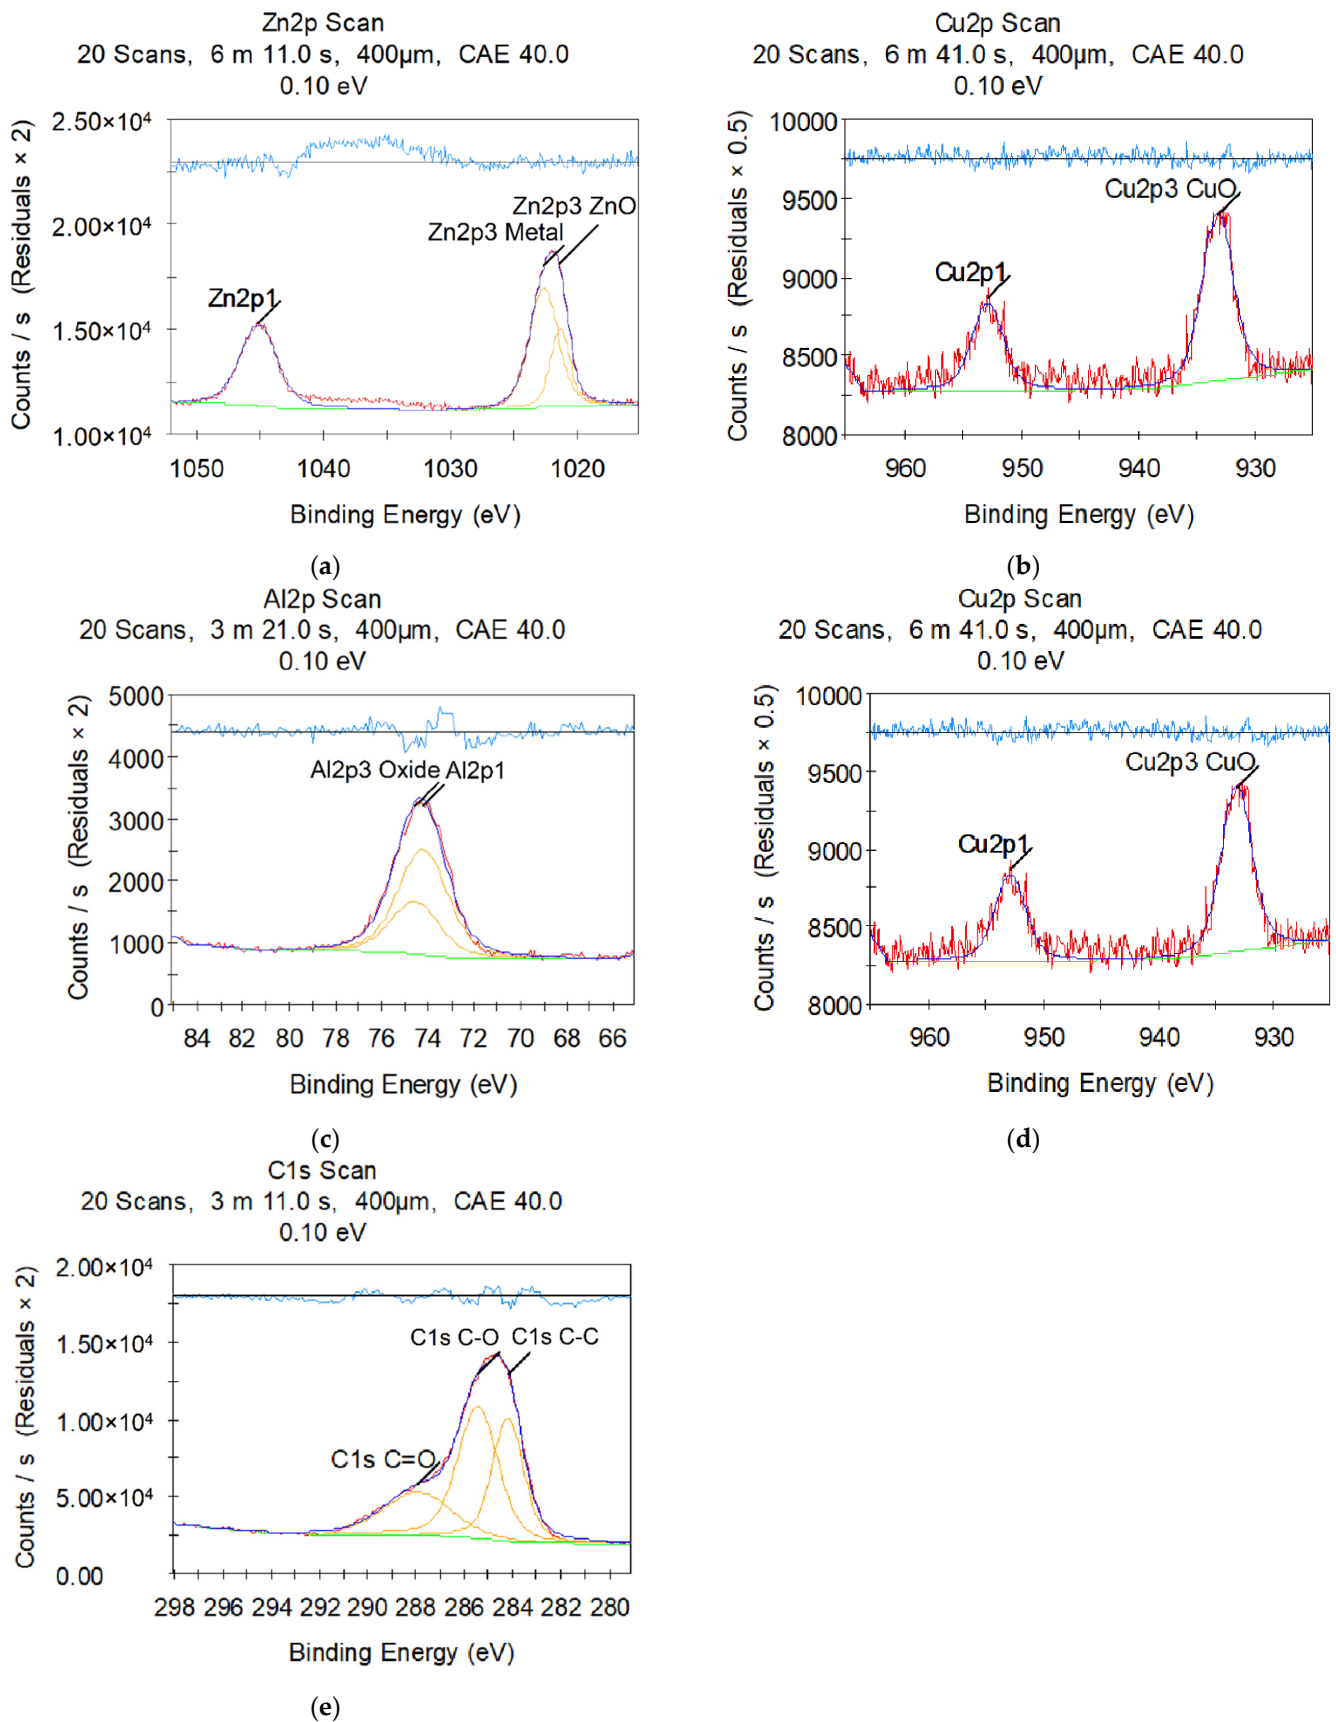 Zn2p Scan
20 Scans, 6 m 11.0 s, 400µm, CAE 40.0
0.10 eV
Counts / s (Residuals × 2)
2.50×10⁴
2.00×10⁴
1.50×10⁴
1.00×10⁴
Zn2p3 ZnO
Zn2p3 Metal
Zn2p1
1050 1040 1030 1020
Binding Energy (eV)
(a)
Cu2p Scan
20 Scans, 6 m 41.0 s, 400µm, CAE 40.0
0.10 eV
Counts / s (Residuals × 0.5)
10000
9500
9000
8500
8000
Cu2p3 CuO
Cu2p1
960 950 940 930
Binding Energy (eV)
(b)
Al2p Scan
20 Scans, 3 m 21.0 s, 400µm, CAE 40.0
0.10 eV
Counts / s (Residuals × 2)
5000
4000
3000
2000
1000
0
Al2p3 Oxide Al2p1
84 82 80 78 76 74 72 70 68 66
Binding Energy (eV)
(c)
Cu2p Scan
20 Scans, 6 m 41.0 s, 400µm, CAE 40.0
0.10 eV
Counts / s (Residuals × 0.5)
10000
9500
9000
8500
8000
Cu2p3 CuO
Cu2p1
960 950 940 930
Binding Energy (eV)
(d)
C1s Scan
20 Scans, 3 m 11.0 s, 400µm, CAE 40.0
0.10 eV
Counts / s (Residuals × 2)
2.00×10⁴
1.50×10⁴
1.00×10⁴
5.00×10⁴
0.00
C1s C-O C1s C-C
C1s C=O
298 296 294 292 290 288 286 284 282 280
Binding Energy (eV)
(e)